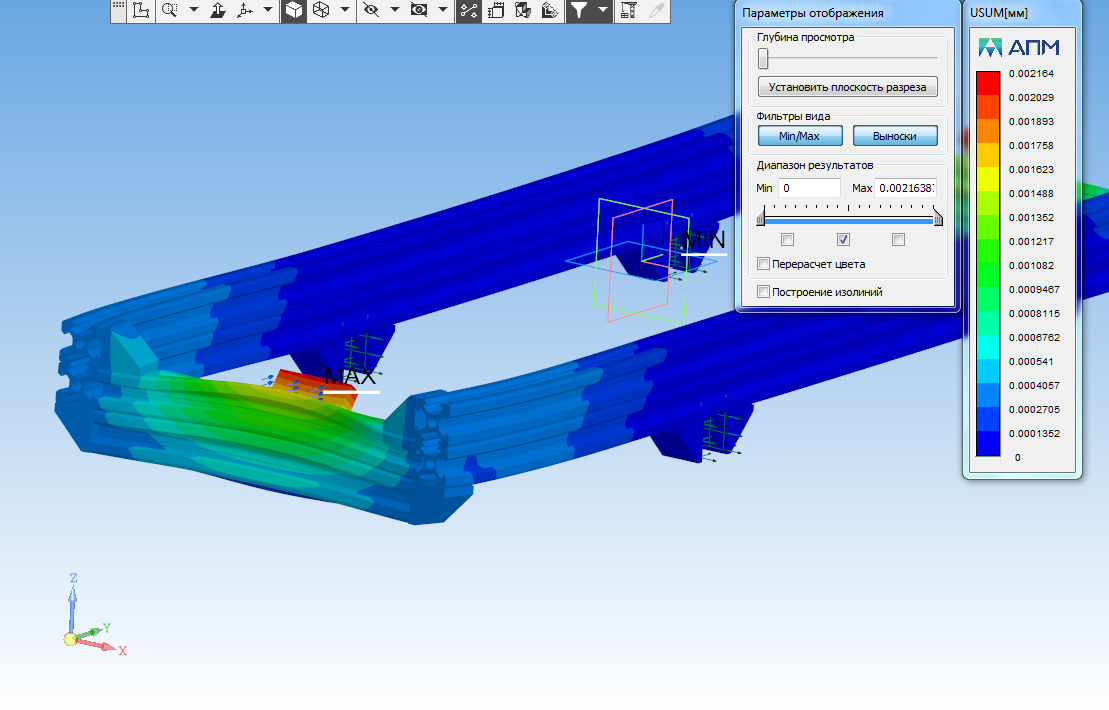 Параметры отображения
Глубина просмотра
Установить плоскость разреза
Фильтры вида
Min/Max
Выноски
Диапазон результатов
Min 0
Max 0.0021638
Перерасчет цвета
Построение изолиний
USUM[мм]
АПМ
0.002164
0.002029
0.001893
0.001758
0.001623
0.001488
0.001352
0.001217
0.001082
0.0009467
0.0008115
0.0006762
0.000541
0.0004057
0.0002705
0.0001352
0
MIN
MAX
Z
Y
X